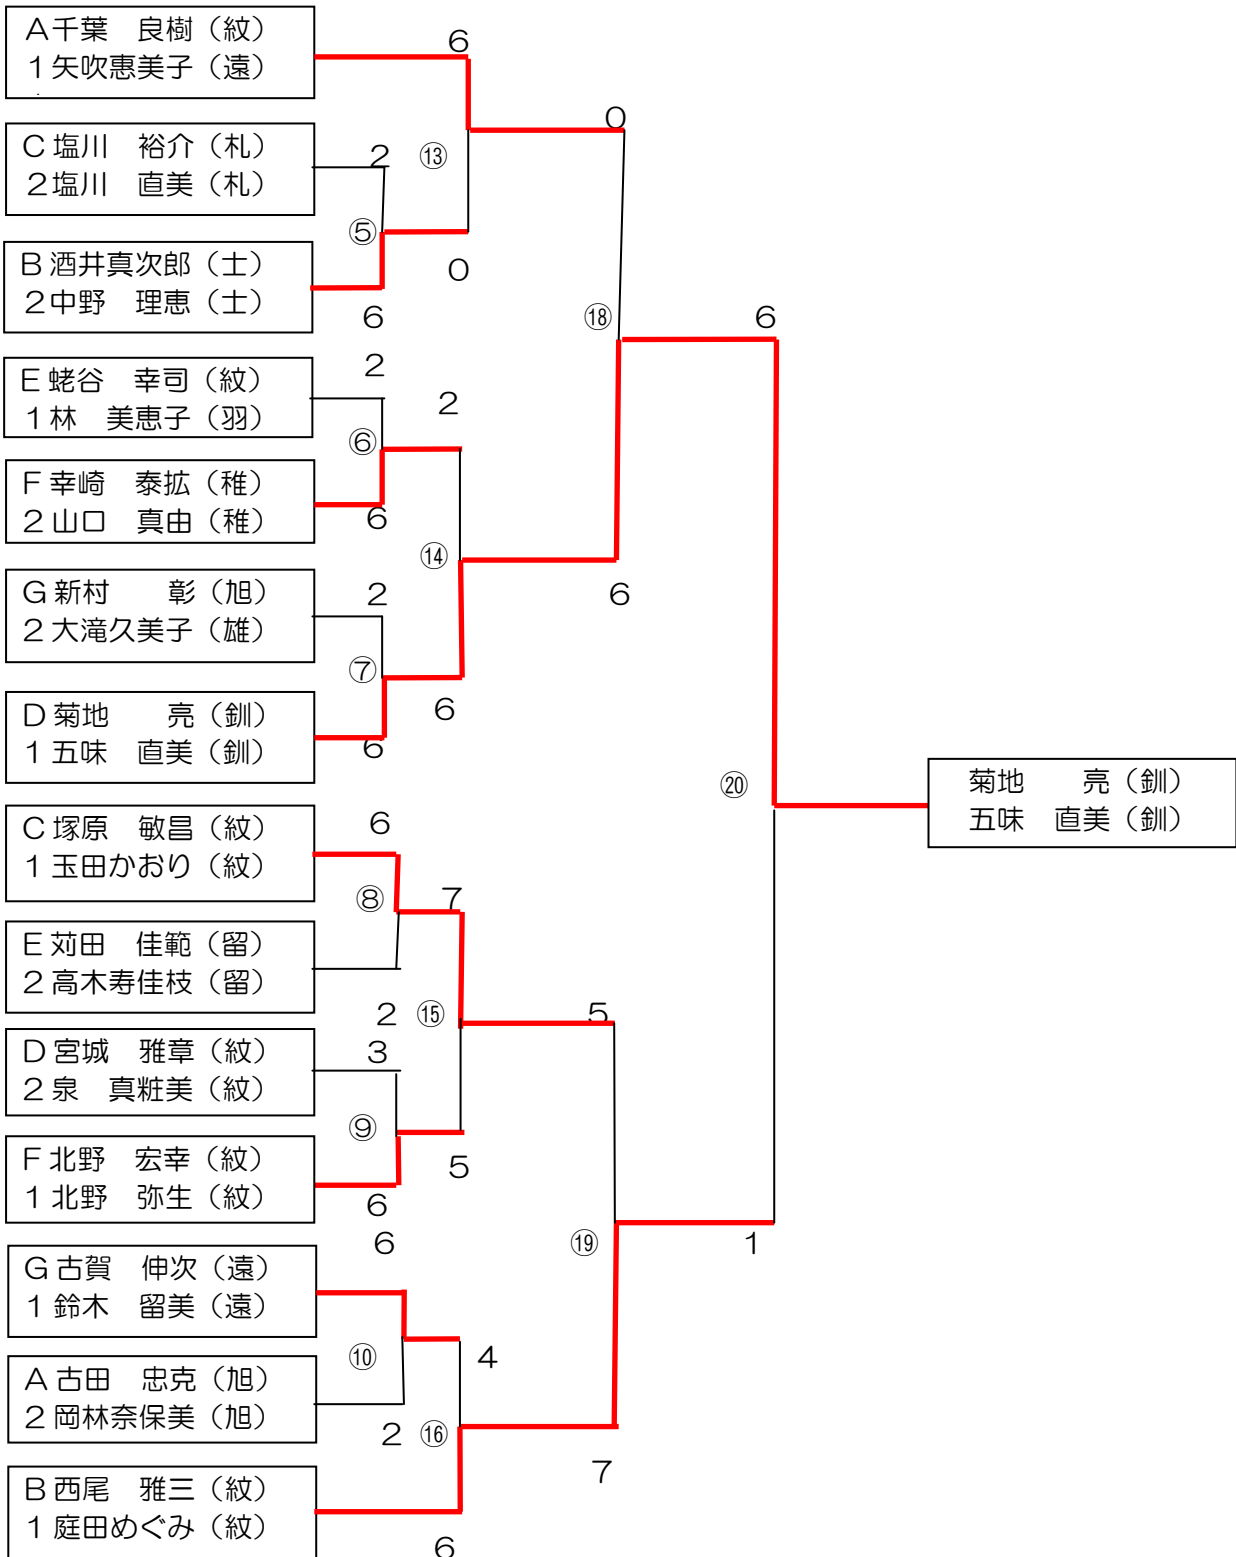 A千葉　良樹（紋）
1矢吹惠美子（遠）
C塩川　裕介（札）
2塩川　直美（札）
B酒井真次郎（士）
2中野　理恵（士）
E蛯谷　幸司（紋）
1林　美恵子（羽）
F幸崎　泰拡（稚）
2山口　真由（稚）
G新村　　彰（旭）
2大滝久美子（雄）
D菊地　　亮（釧）
1五味　直美（釧）
C塚原　敏昌（紋）
1玉田かおり（紋）
E苅田　佳範（留）
2高木寿佳枝（留）
D宮城　雅章（紋）
2泉　真粧美（紋）
F北野　宏幸（紋）
1北野　弥生（紋）
G古賀　伸次（遠）
1鈴木　留美（遠）
A古田　忠克（旭）
2岡林奈保美（旭）
B西尾　雅三（紋）
1庭田めぐみ（紋）
2
⑤
6
2
⑥
6
2
⑦
6
6
⑧
2
3
⑨
6
6
⑩
2
6
⑬
0
2
⑭
6
7
⑮
5
4
⑯
6
0
⑱
6
5
⑲
7
6
⑳
1
菊地　　亮（釧）
五味　直美（釧）